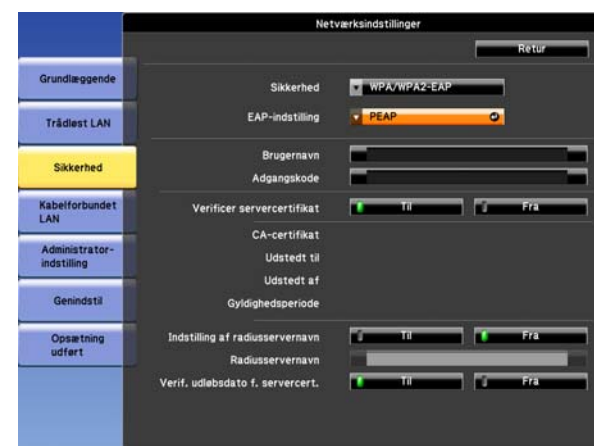 Netværksindstillinger
Retur
Grundlæggende
Trådløst LAN
Sikkerhed
Kabelforbundet
LAN
Administrator-
indstilling
Genindstil
Opsætning
udført
Sikkerhed WPA/WPA2-EAP
EAP-indstilling PEAP
Brugernavn
Adgangskode
Verificer servercertifikat Til Fra
CA-certifikat
Udstedt til
Udstedt af
Gyldighedsperiode
Indstilling af radiusservernavn Til Fra
Radiusservernavn
Verif. udløbsdato f. servercert. Til Fra